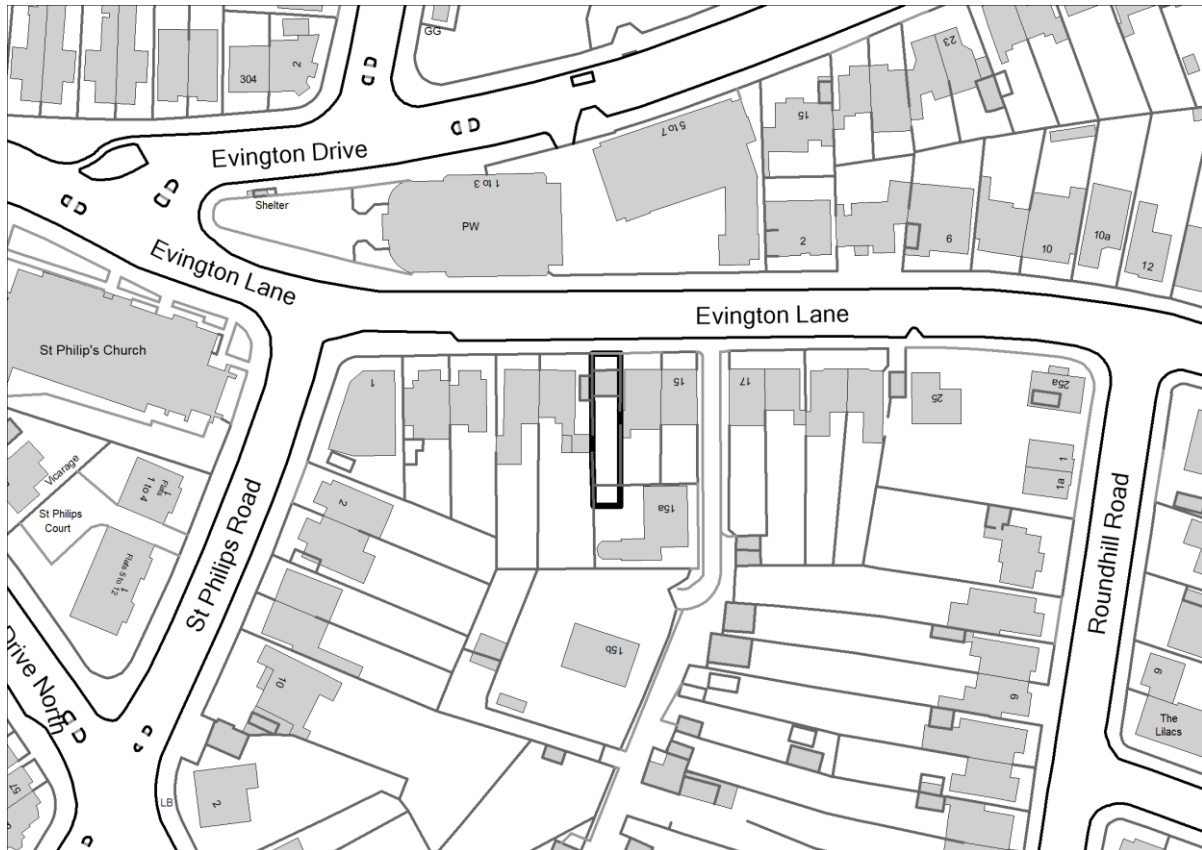 GG
304
2
23
15
Evington Drive
5 to 7
1 to 3
Shelter
PW
2
6
10
10a
12
Evington Lane
Evington Lane
St Philip's Church
1
15
17
25
25a
Vicarage
1
Flats
1 to 4
2
15a
1
1a
St Philips
Court
1
Flats 5 to 12
St Philips Road
Roundhill Road
15b
10
9
9
The
Lilacs
Drive North
57
LB
2